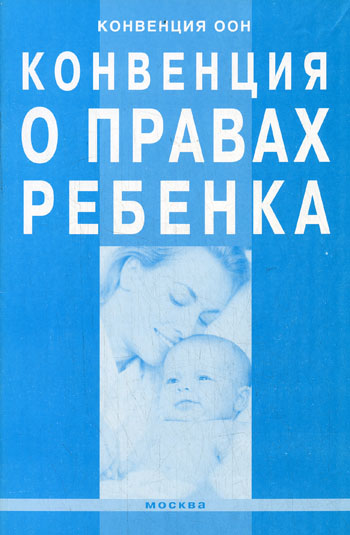 КОНВЕНЦИЯ ООН
КОНВЕНЦИЯ
О ПРАВАХ
РЕБЕНКА
МОСКВА